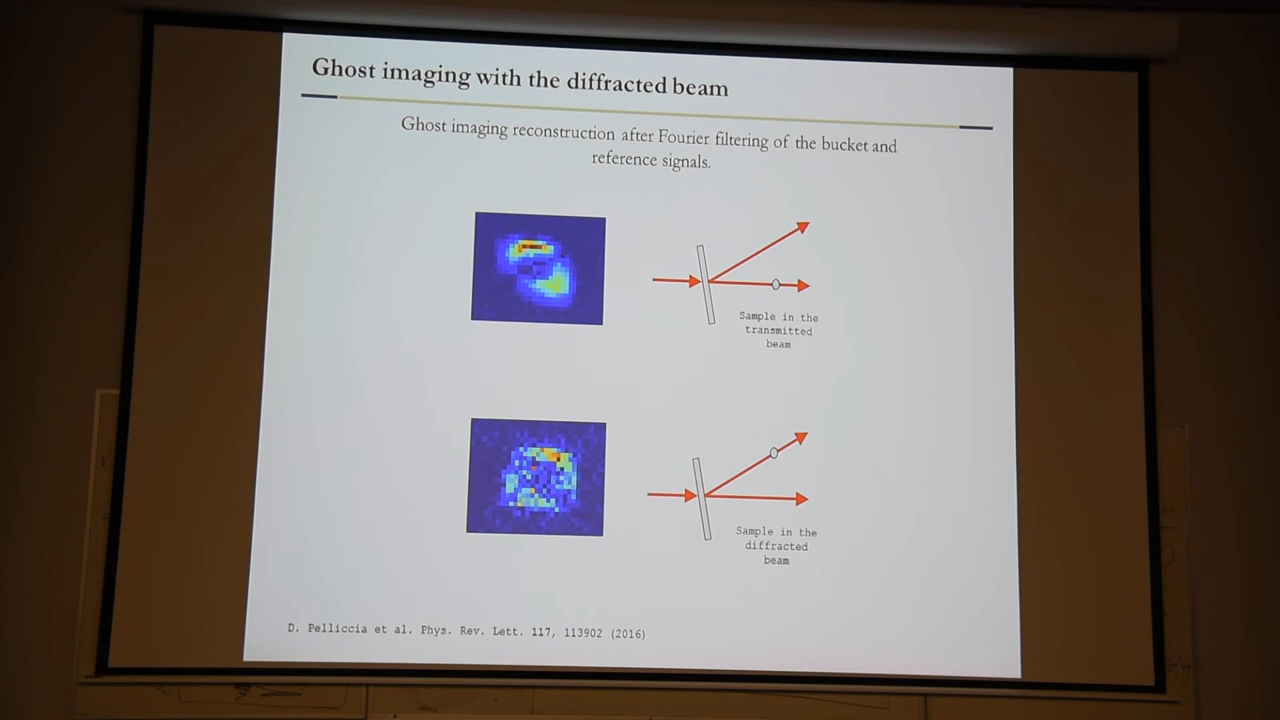 Ghost imaging with the diffracted beam
Ghost imaging reconstruction after Fourier filtering of the bucket and
reference signals.
Sample in the
transmitted
beam
Sample in the
diffracted
beam
D. Pelliccia et al. Phys. Rev. Lett. 117, 113902 (2016)